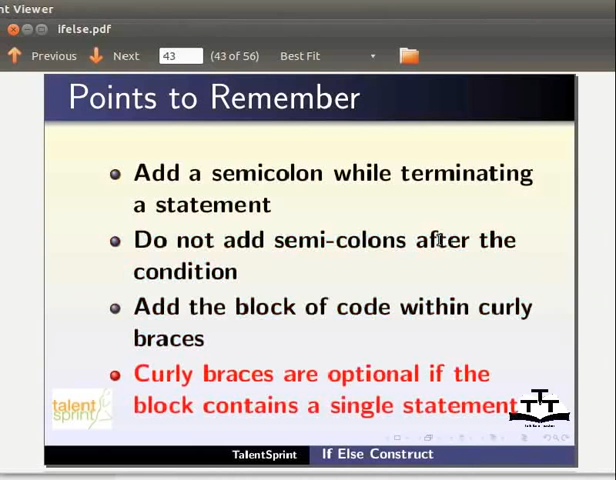 nt Viewer
ifelse.pdf
Previous Next 43 (43 of 56) Best Fit
Points to Remember
Add a semicolon while terminating
a statement
Do not add semi-colons after the
condition
Add the block of code within curly
braces
Curly braces are optional if the
block contains a single statement
talent
sprint
TTT
TalentSprint If Else Construct